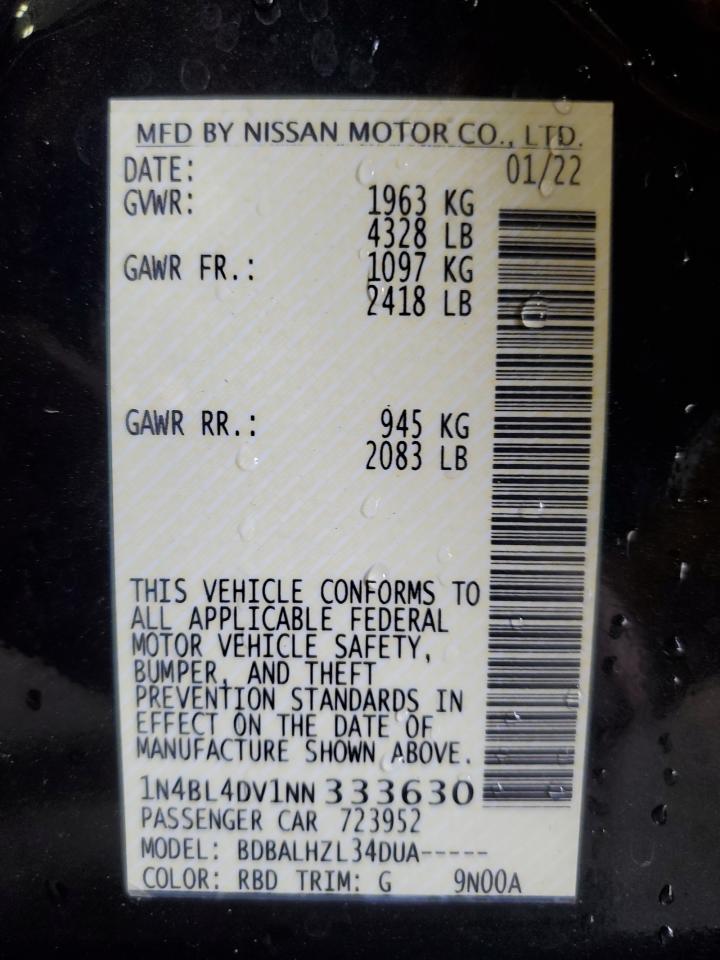 MFD BY NISSAN MOTOR CO., LTD.
DATE: 01/22
GVWR: 1963 KG
4328 LB
GAWR FR.: 1097 KG
2418 LB
GAWR RR.: 945 KG
2083 LB
THIS VEHICLE CONFORMS TO
ALL APPLICABLE FEDERAL
MOTOR VEHICLE SAFETY,
BUMPER, AND THEFT
PREVENTION STANDARDS IN
EFFECT ON THE DATE OF
MANUFACTURE SHOWN ABOVE.
1N4BL4DV1NN333630
PASSENGER CAR 723952
MODEL: BDBALHZL34DUA-----
COLOR: RBD TRIM: G 9N00A